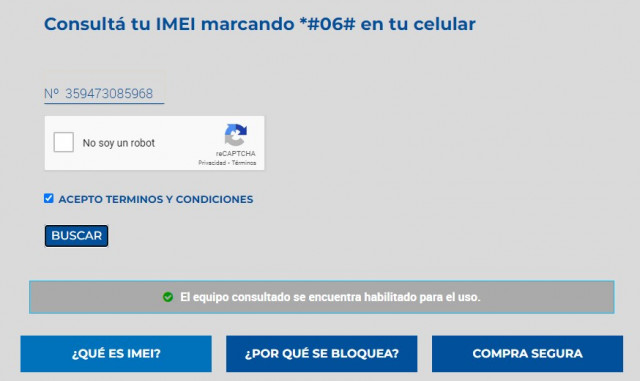 Consultá tu IMEI marcando *#06# en tu celular
Nº 359473085968
No soy un robot
reCAPTCHA
Privacidad - Términos
ACEPTO TERMINOS Y CONDICIONES
BUSCAR
El equipo consultado se encuentra habilitado para el uso.
¿QUÉ ES IMEI? ¿POR QUÉ SE BLOQUEA? COMPRA SEGURA